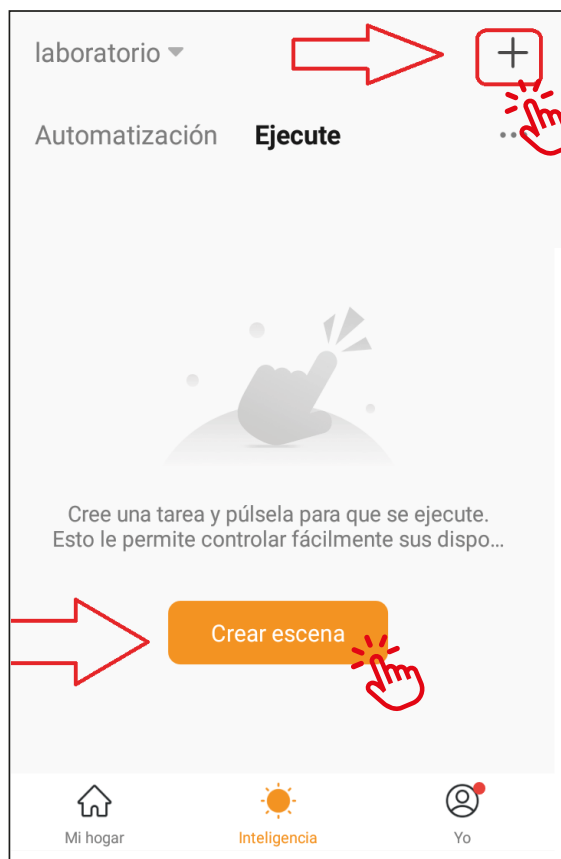 laboratorio
Automatización Ejecute
Cree una tarea y púlsela para que se ejecute.
Esto le permite controlar fácilmente sus dispo...
Crear escena
Mi hogar Inteligencia Yo